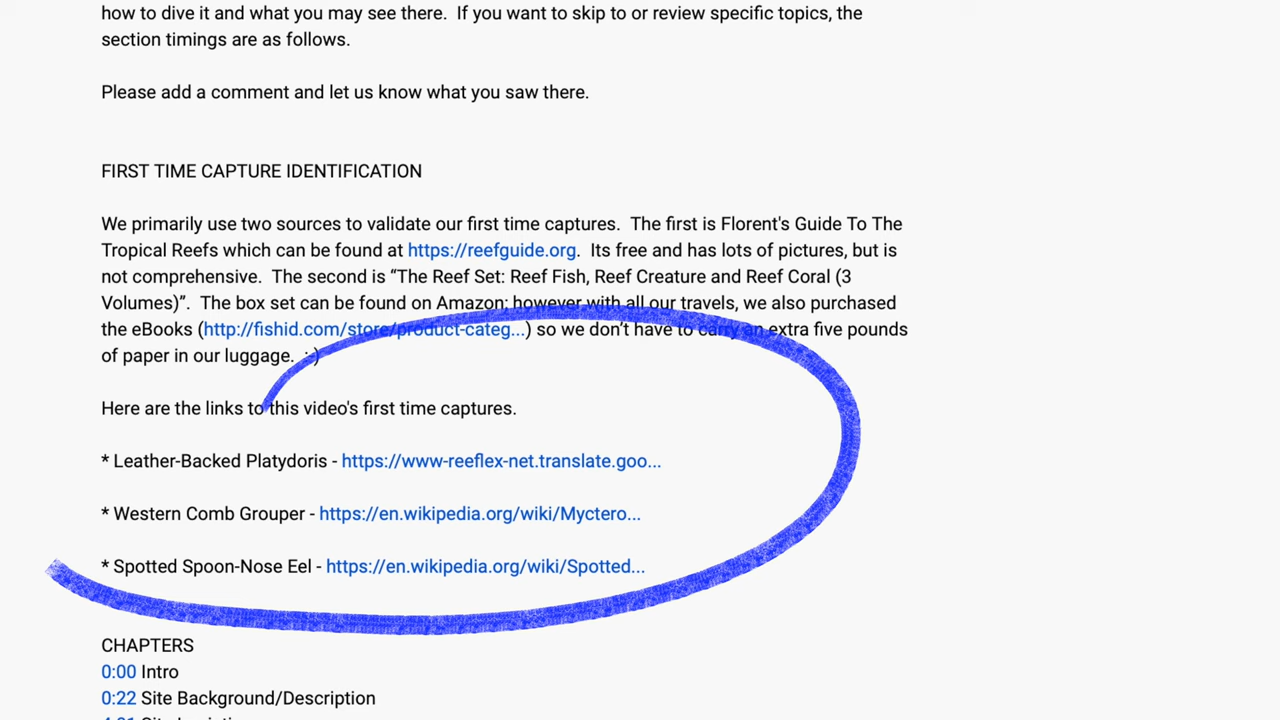 how to dive it and what you may see there.  If you want to skip to or review specific topics, the
section timings are as follows.
Please add a comment and let us know what you saw there.
FIRST TIME CAPTURE IDENTIFICATION
We primarily use two sources to validate our first time captures.  The first is Florent's Guide To The
Tropical Reefs which can be found at https://reefguide.org.  Its free and has lots of pictures, but is
not comprehensive.  The second is “The Reef Set: Reef Fish, Reef Creature and Reef Coral (3
Volumes)”.  The box set can be found on Amazon; however with all our travels, we also purchased
the eBooks (http://fishid.com/store/product-categ...) so we don’t have to carry an extra five pounds
of paper in our luggage.  :-)
Here are the links to this video's first time captures.
* Leather-Backed Platydoris - https://www-reeflex-net.translate.goo...
* Western Comb Grouper - https://en.wikipedia.org/wiki/Myctero...
* Spotted Spoon-Nose Eel - https://en.wikipedia.org/wiki/Spotted...
CHAPTERS
0:00 Intro
0:22 Site Background/Description